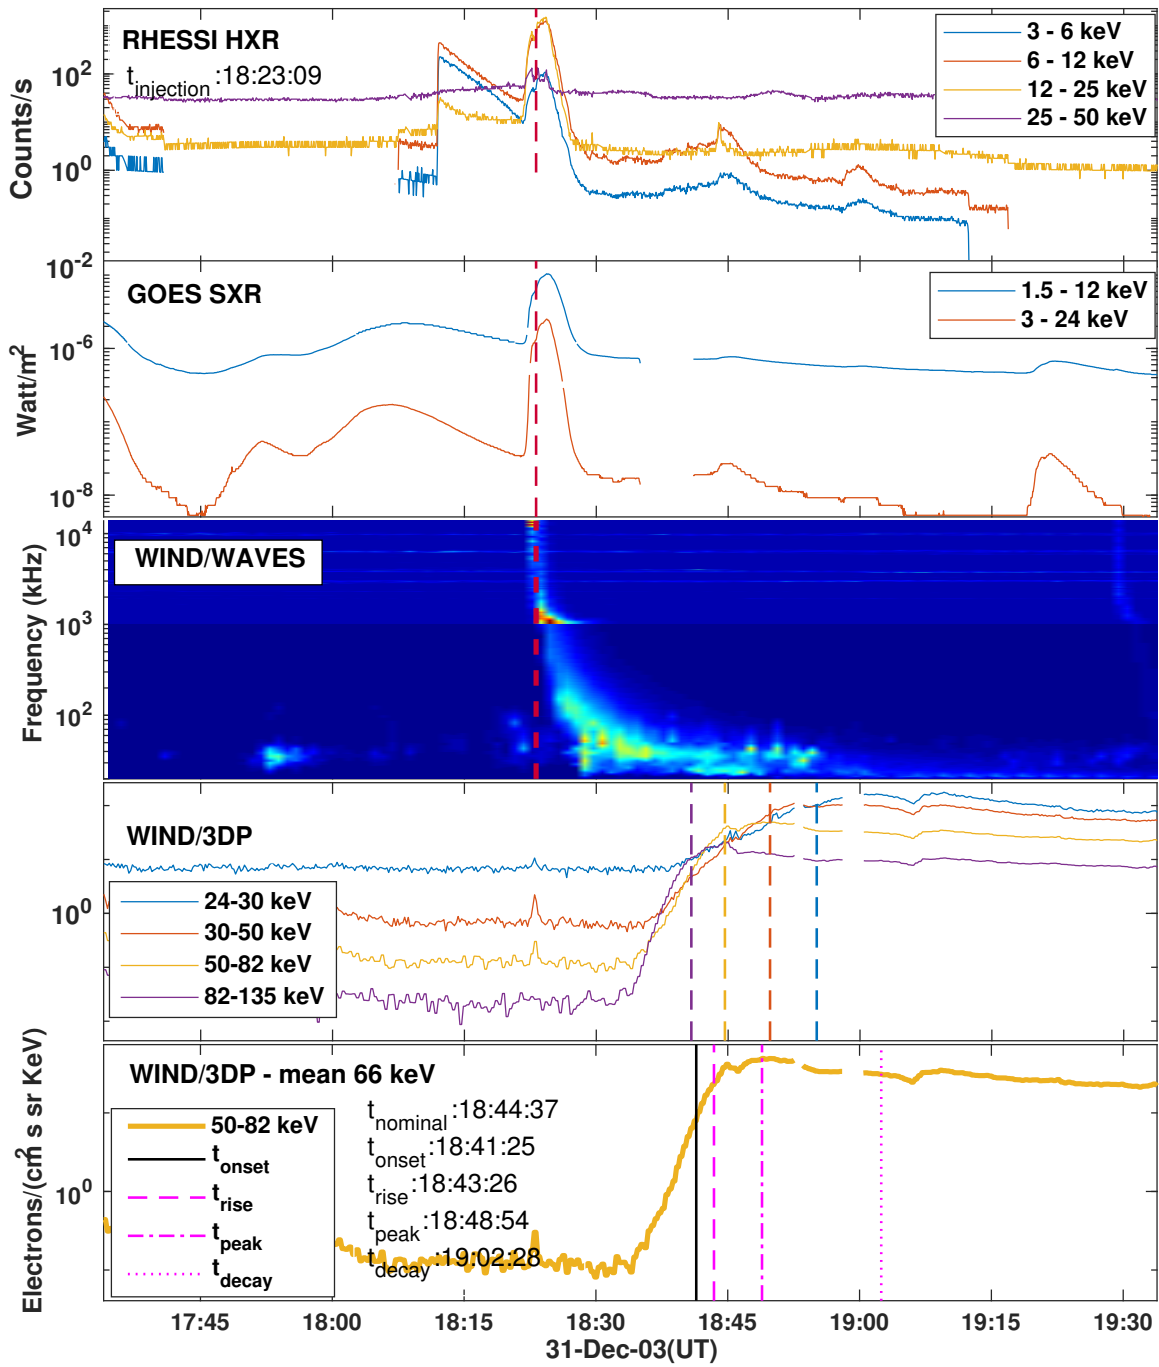 RHESSI HXR
t_injection :18:23:09
3 - 6 keV
6 - 12 keV
12 - 25 keV
25 - 50 keV
Counts/s
10^2
10^0
10^-2
GOES SXR
1.5 - 12 keV
3 - 24 keV
Watt/m^2
10^-6
10^-8
WIND/WAVES
Frequency (kHz)
10^4
10^3
10^2
WIND/3DP
24-30 keV
30-50 keV
50-82 keV
82-135 keV
10^0
WIND/3DP - mean 66 keV
50-82 keV
t_onset
t_rise
t_peak
t_decay
t_nominal :18:44:37
t_onset :18:41:25
t_rise :18:43:26
t_peak :18:48:54
t_decay :19:02:28
Electrons/(cm^2 s sr KeV)
10^0
17:45 18:00 18:15 18:30 18:45 19:00 19:15 19:30
31-Dec-03(UT)